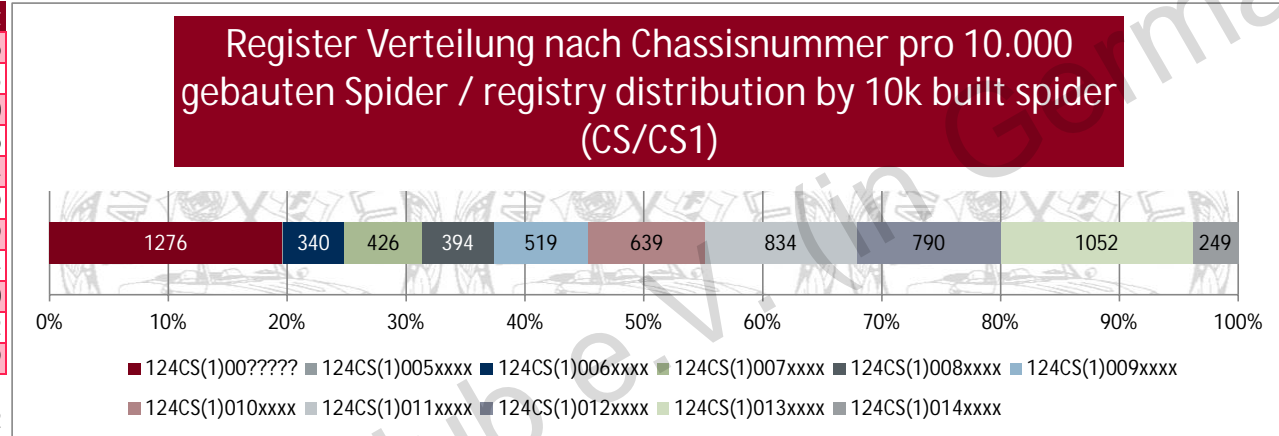 Register Verteilung nach Chassisnummer pro 10.000
gebauten Spider / registry distribution by 10k built spider
(CS/CS1)
1276 340 426 394 519 639 834 790 1052 249
0% 10% 20% 30% 40% 50% 60% 70% 80% 90% 100%
124CS(1)00????? 124CS(1)005xxxx 124CS(1)006xxxx 124CS(1)007xxxx 124CS(1)008xxxx 124CS(1)009xxxx
124CS(1)010xxxx 124CS(1)011xxxx 124CS(1)012xxxx 124CS(1)013xxxx 124CS(1)014xxxx
e.V. (in